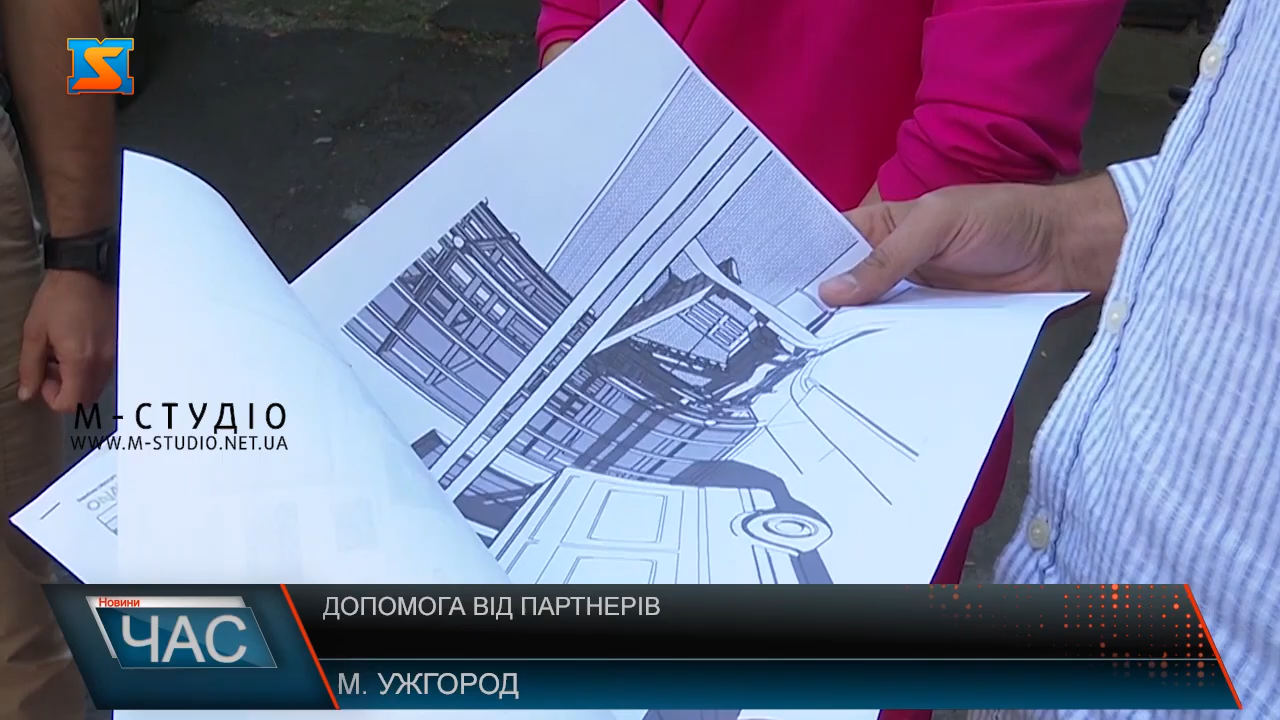 М-СТУДІО
WWW.M-STUDIO.NET.UA
Новини
ЧАС
ДОПОМОГА ВІД ПАРТНЕРІВ
М. УЖГОРОД